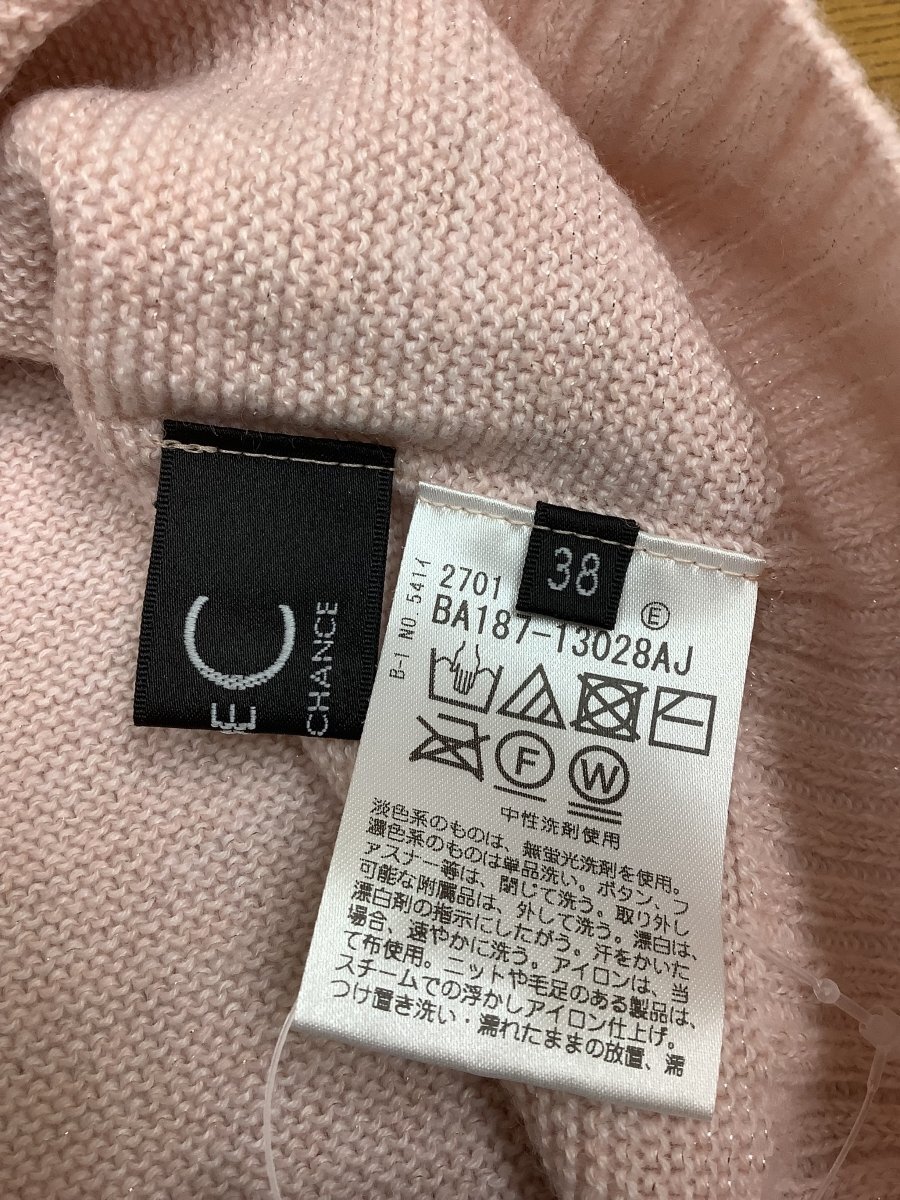 E C
CHANCE
38
B-1 NO. 5414
2701
Ⓔ
BA187-13028AJ
F
W
中性洗剤使用
淡色系のものは、無蛍光洗剤を使用。
濃色系のものは単品洗い。ボタン、フ
ァスナー等は、閉じて洗う。取り外し
可能な附属品は、外して洗う。漂白は、
漂白剤の指示にしたがう。汗をかいた
場合、速やかに洗う。アイロンは、当
て布使用。ニットや毛足のある製品は、
スチームでの浮かしアイロン仕上げ。
つけ置き洗い・濡れたままの放置、濡